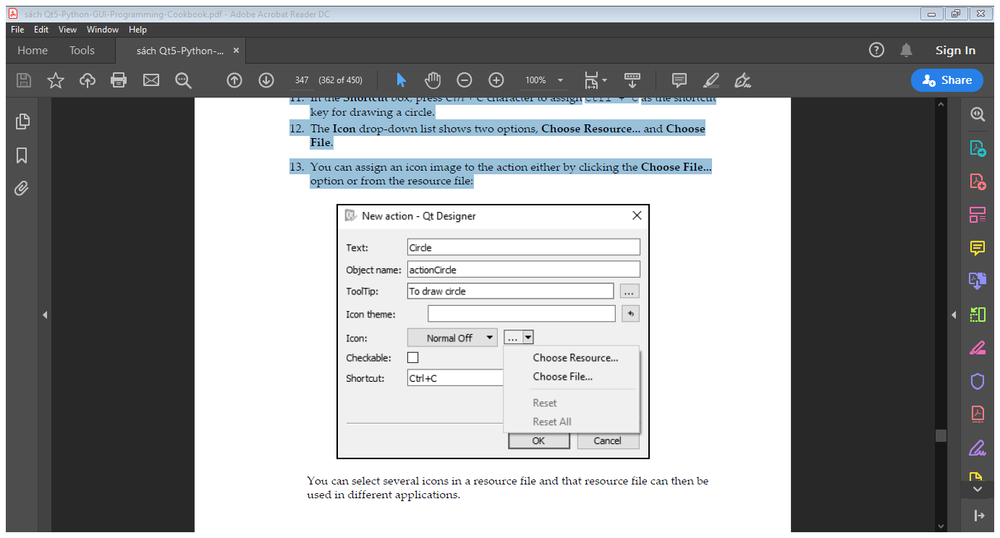 sách Qt5-Python-GUI-Programming-Cookbook.pdf - Adobe Acrobat Reader DC
File Edit View Window Help
Home Tools sách Qt5-Python-... × Sign In
347 (362 of 450) 100% Share
11. In the Shortcut box, press Ctrl + C character to assign Ctrl + C as the shortcut
key for drawing a circle.
12. The Icon drop-down list shows two options, Choose Resource... and Choose
File.
13. You can assign an icon image to the action either by clicking the Choose File...
option or from the resource file:
New action - Qt Designer
Text: Circle
Object name: actionCircle
ToolTip: To draw circle ...
Icon theme:
Icon: Normal Off ...
Choose Resource...
Checkable:
Choose File...
Shortcut: Ctrl+C
Reset
Reset All
OK Cancel
You can select several icons in a resource file and that resource file can then be
used in different applications.